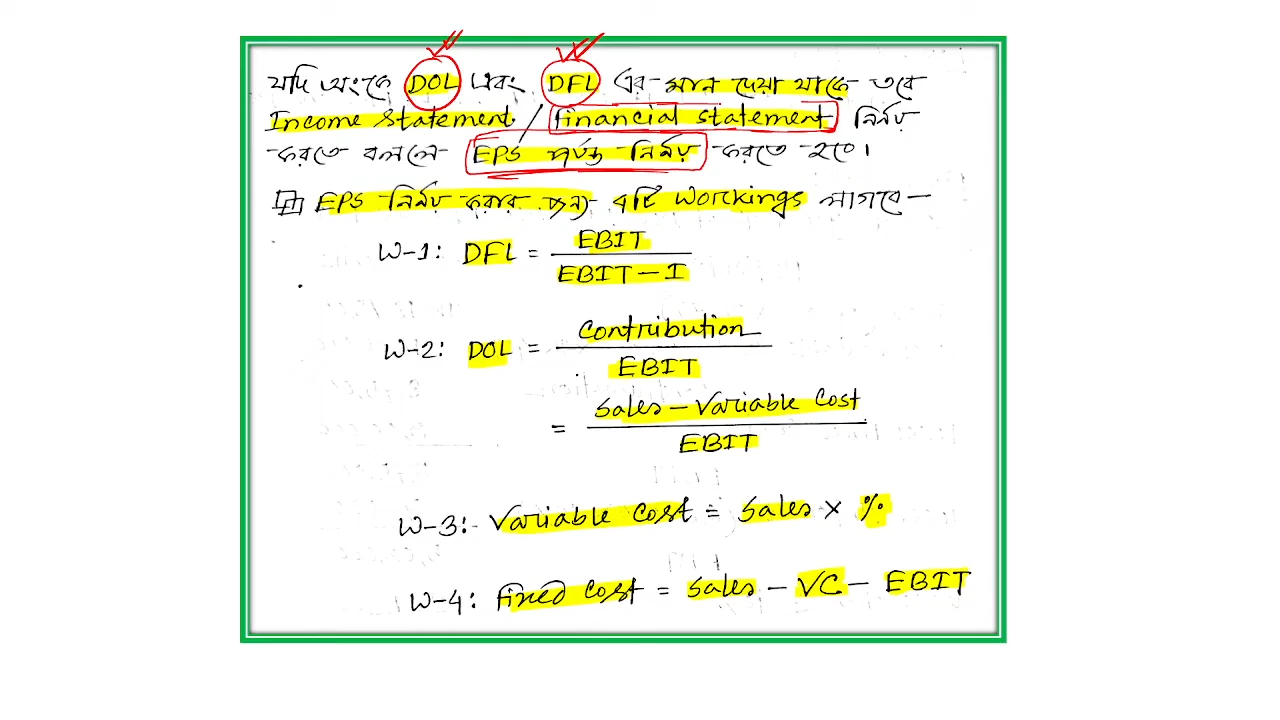 যদি অংকে DOL এবং DFL এর মান দেয়া থাকে তবে
Income Statement / Financial statement নির্ণয়
করতে বললে EPS পর্যন্ত নির্ণয় করতে হবে।
EPS নির্ণয় করার জন্য ৪টি Workings লাগবে—
W-1: DFL = EBIT
EBIT - I
W-2: DOL = Contribution
EBIT
= Sales - Variable Cost
EBIT
W-3: Variable Cost = Sales × %
W-4: Fixed Cost = Sales - VC - EBIT